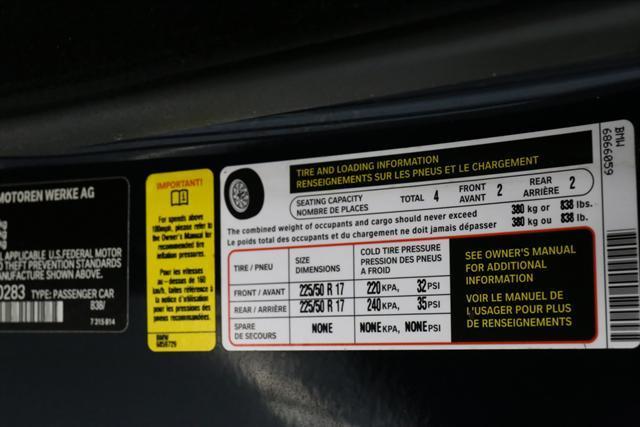 MOTOREN WERKE AG
U.S.FEDERAL MOTOR
THEFT PREVENTION STANDARDS
MANUFACTURE SHOWN ABOVE.
0283 TYPE: PASSENGER CAR
B38/
7 315 814
IMPORTANT!
For speeds above
100mph, please refer to
the Owner's Manual for
recommended tire
inflation pressures.
Pour des vitesses
au - dessus de 160
km/h, faites référence à
la notice d'utilisation
pour les pressions des
pneus recommandées.
BMW
6858729
TIRE AND LOADING INFORMATION
RENSEIGNEMENTS SUR LES PNEUS ET LE CHARGEMENT
SEATING CAPACITY
NOMBRE DE PLACES
TOTAL 4
FRONT
AVANT 2
REAR
ARRIÈRE 2
The combined weight of occupants and cargo should never exceed 380 kg or 838 lbs.
Le poids total des occupants et du chargement ne doit jamais dépasser 380 kg ou 838 lb.
TIRE / PNEU
SIZE
DIMENSIONS
COLD TIRE PRESSURE
PRESSION DES PNEUS
A FROID
FRONT / AVANT 225/50 R 17 220 KPA, 32 PSI
REAR / ARRIÈRE 225/50 R 17 240 KPA, 35 PSI
SPARE
DE SECOURS
NONE NONE KPA, NONE PSI
SEE OWNER'S MANUAL
FOR ADDITIONAL
INFORMATION
VOIR LE MANUEL DE
L'USAGER POUR PLUS
DE RENSEIGNEMENTS
BMW
6866059